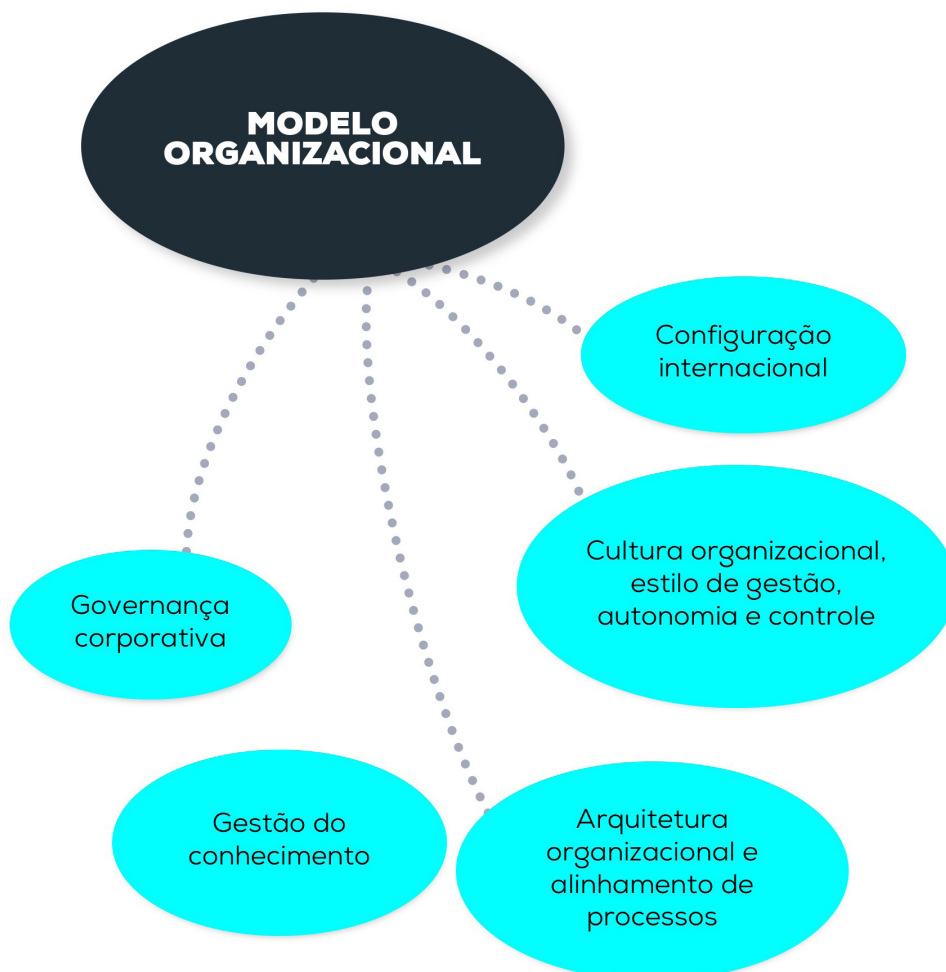 MODELO
ORGANIZACIONAL
Configuração
internacional
Cultura organizacional,
estilo de gestão,
autonomia e controle
Governança
corporativa
Gestão do
conhecimento
Arquitetura
organizacional e
alinhamento de
processos